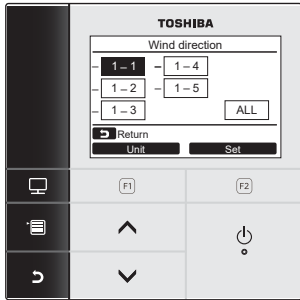 TOSHIBA
Wind direction
– 1 – 1 – 1 – 4
– 1 – 2 – 1 – 5
– 1 – 3 ALL
Return
Unit Set
F1 F2